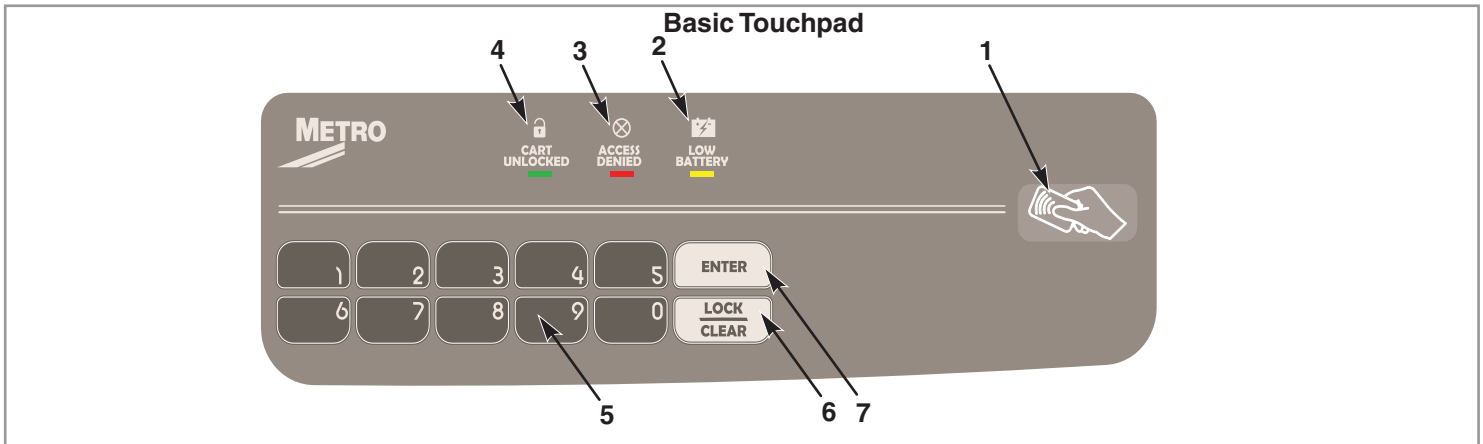 Basic Touchpad
4 3 2 1
METRO
CART UNLOCKED
ACCESS DENIED
LOW BATTERY
1 2 3 4 5 ENTER
6 7 8 9 0 LOCK
CLEAR
5 6 7